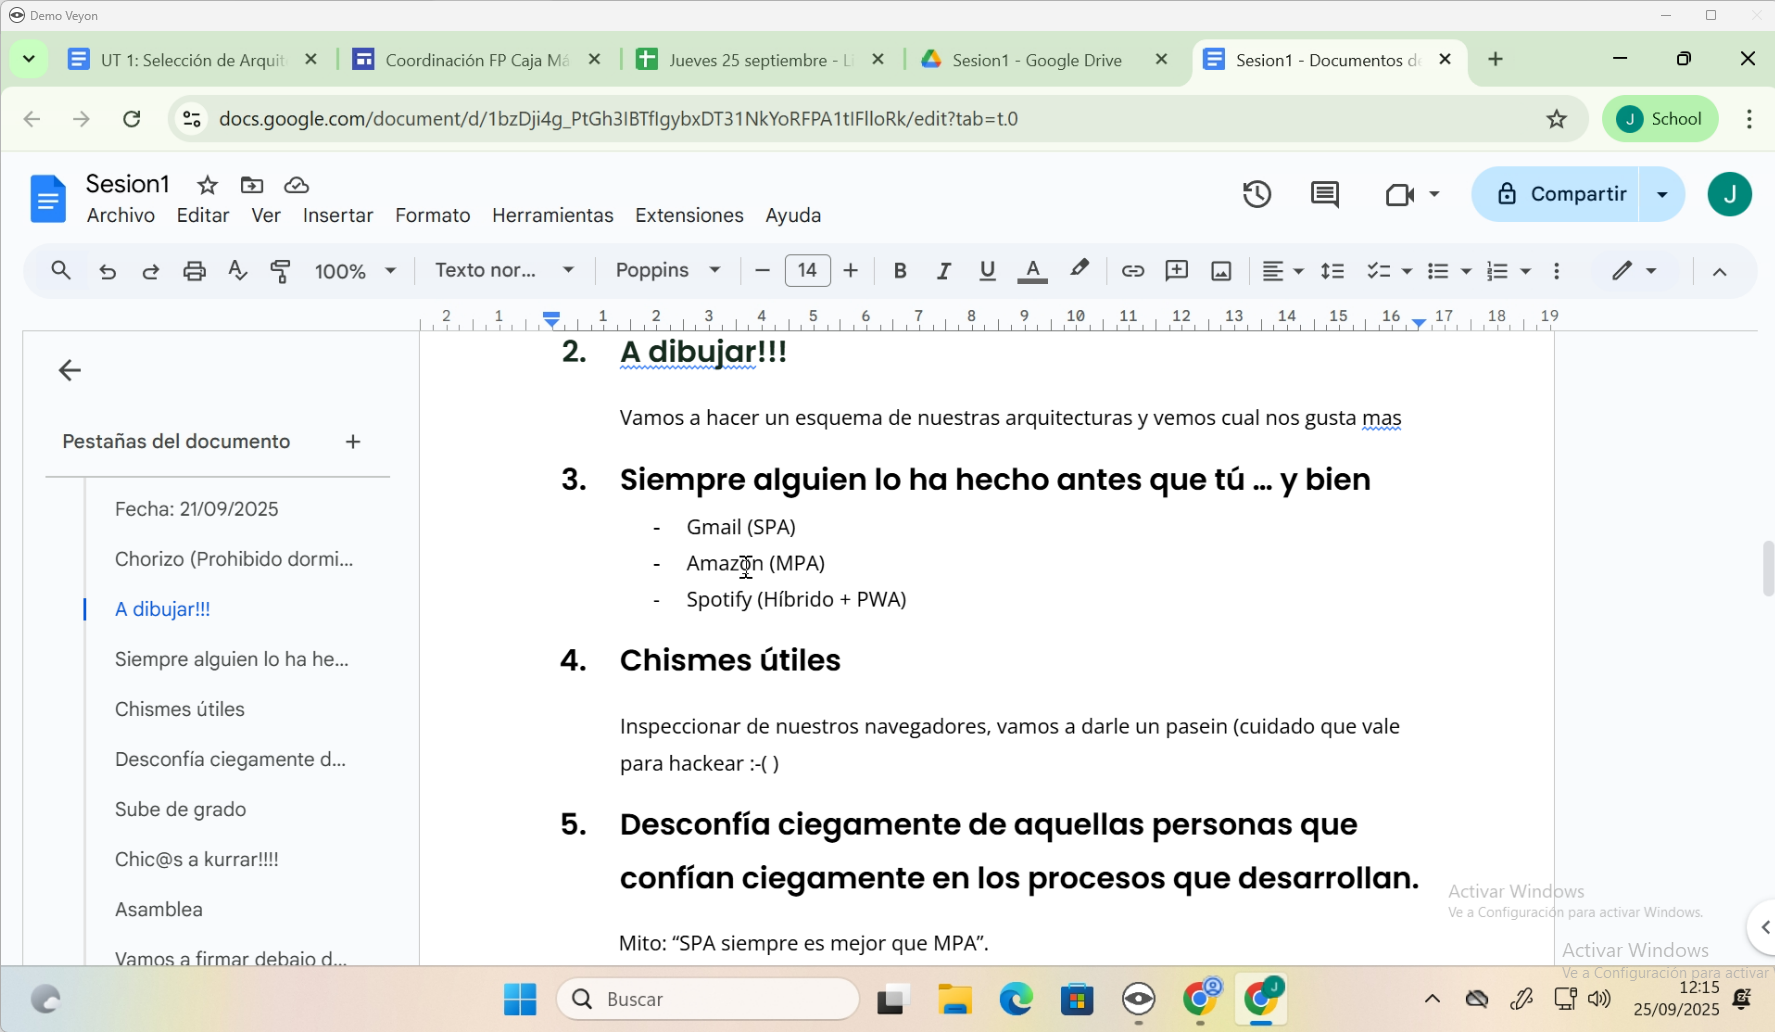 Demo Veyon
UT 1: Selección de Arquit
Coordinación FP Caja Má
Jueves 25 septiembre - Li
Sesion1 - Google Drive
Sesion1 - Documentos de
docs.google.com/document/d/1bzDji4g_PtGh3IBTfIgybxDT31NkYoRFPA1tIFlloRk/edit?tab=t.0
J School
Sesion1
Archivo Editar Ver Insertar Formato Herramientas Extensiones Ayuda
Compartir
J
100% Texto nor... Poppins 14 B I U A
2 1 1 2 3 4 5 6 7 8 9 10 11 12 13 14 15 16 17 18 19
Pestañas del documento
Fecha: 21/09/2025
Chorizo (Prohibido dormi...
A dibujar!!!
Siempre alguien lo ha he...
Chismes útiles
Desconfía ciegamente d...
Sube de grado
Chic@s a kurrar!!!!
Asamblea
Vamos a firmar debajo d...
2. A dibujar!!!
Vamos a hacer un esquema de nuestras arquitecturas y vemos cual nos gusta mas
3. Siempre alguien lo ha hecho antes que tú ... y bien
- Gmail (SPA)
- Amazon (MPA)
- Spotify (Híbrido + PWA)
4. Chismes útiles
Inspeccionar de nuestros navegadores, vamos a darle un pasein (cuidado que vale
para hackear :-( )
5. Desconfía ciegamente de aquellas personas que
confían ciegamente en los procesos que desarrollan.
Mito: “SPA siempre es mejor que MPA”.
Activar Windows
Ve a Configuración para activar Windows.
Activar Windows
Ve a Configuración para activar
Buscar
J
12:15
25/09/2025